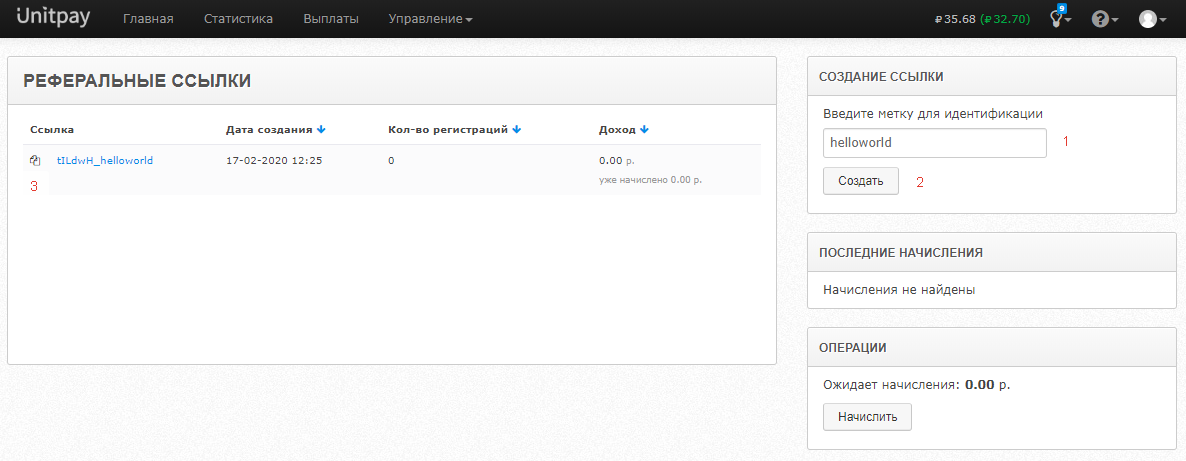 Unitpay Главная Статистика Выплаты Управление ₽35.68 (₽32.70) 9 ?
РЕФЕРАЛЬНЫЕ ССЫЛКИ
Ссылка Дата создания Кол-во регистраций Доход
tILdwH_helloworld 17-02-2020 12:25 0 0.00 р.
уже начислено 0.00 р.
3
СОЗДАНИЕ ССЫЛКИ
Введите метку для идентификации
helloworld 1
Создать 2
ПОСЛЕДНИЕ НАЧИСЛЕНИЯ
Начисления не найдены
ОПЕРАЦИИ
Ожидает начисления: 0.00 р.
Начислить